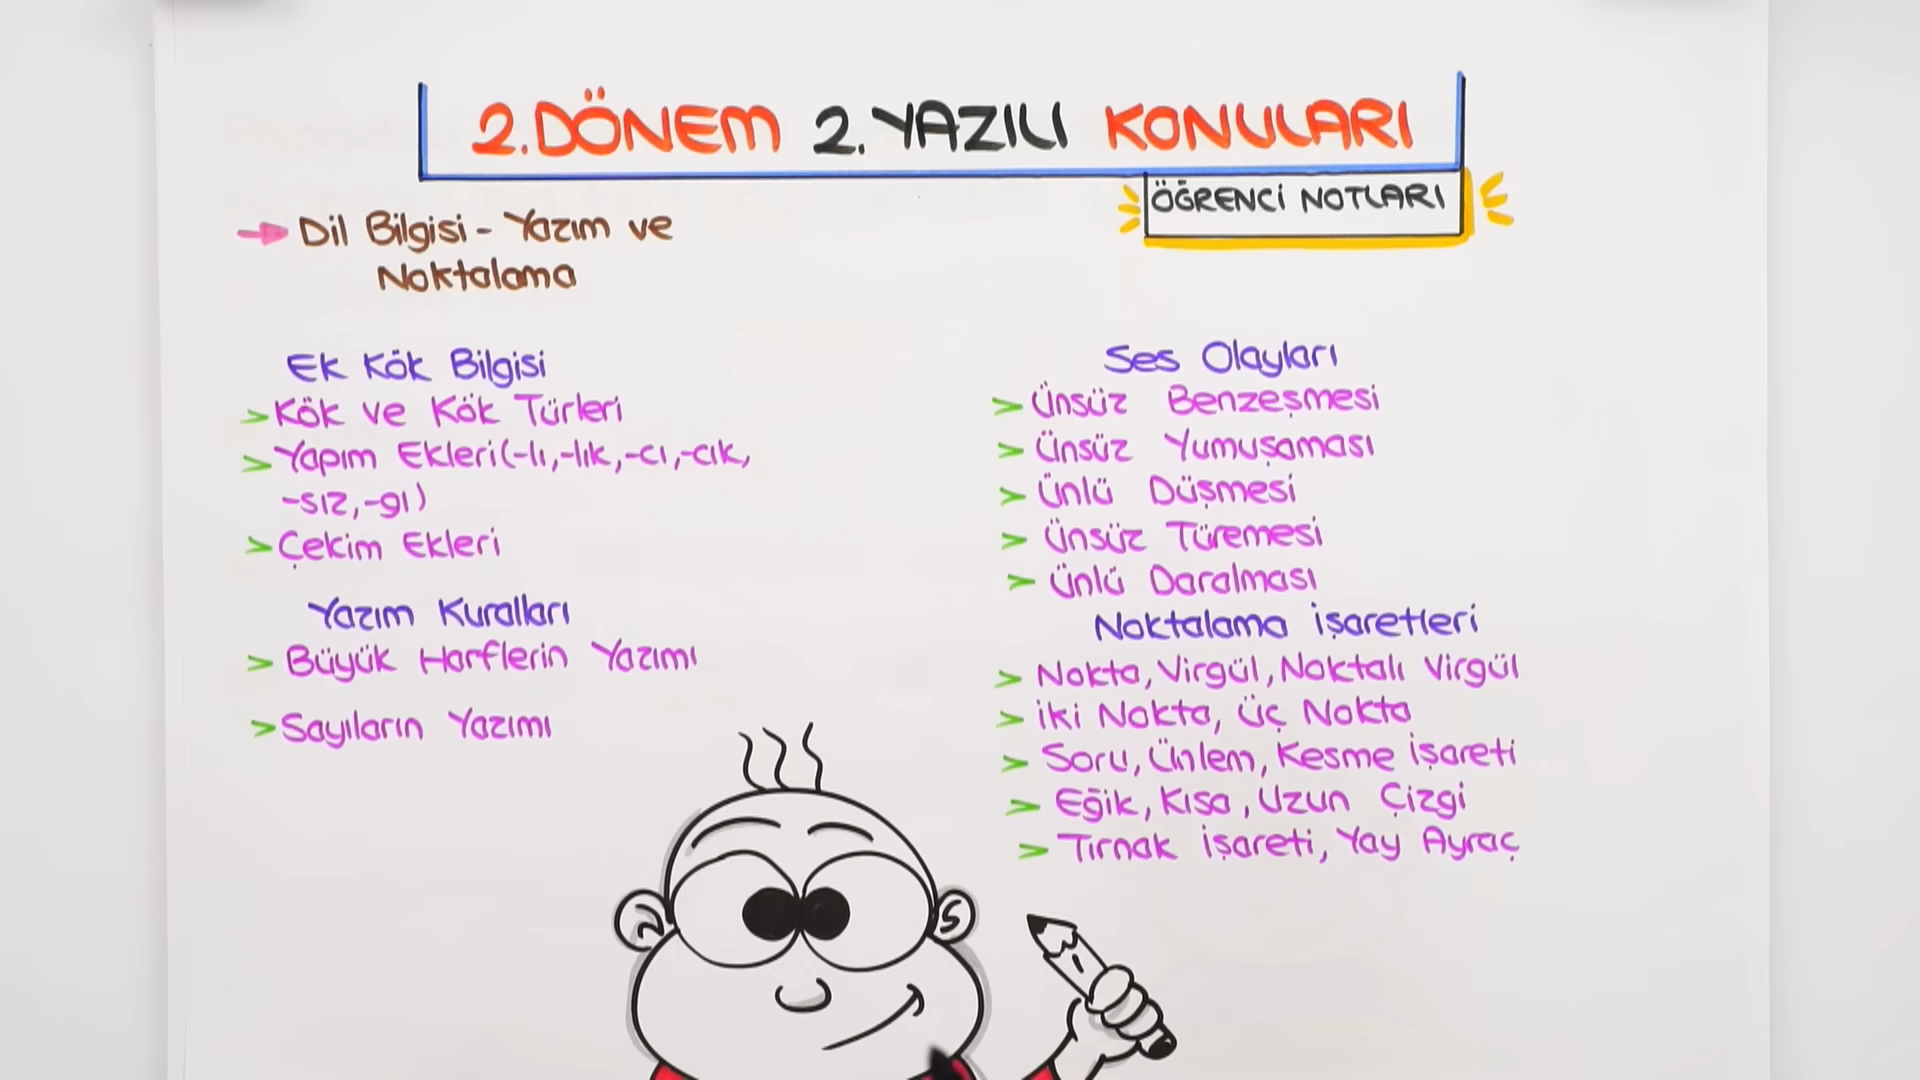 2.DÖNEM 2.YAZILI KONULARI
ÖĞRENCİ NOTLARI
Dil Bilgisi - Yazım ve
Noktalama
Ek Kök Bilgisi
> Kök ve Kök Türleri
> Yapım Ekleri(-lı,-lık,-cı,-cık,
-sız,-gı)
> Çekim Ekleri
Yazım Kuralları
> Büyük Harflerin Yazımı
> Sayıların Yazımı
Ses Olayları
> Ünsüz Benzeşmesi
> Ünsüz Yumuşaması
> Ünlü Düşmesi
> Ünsüz Türemesi
> Ünlü Daralması
Noktalama İşaretleri
> Nokta, Virgül, Noktalı Virgül
> İki Nokta, Üç Nokta
> Soru, Ünlem, Kesme İşareti
> Eğik, Kısa, Uzun Çizgi
> Tırnak İşareti, Yay Ayraç